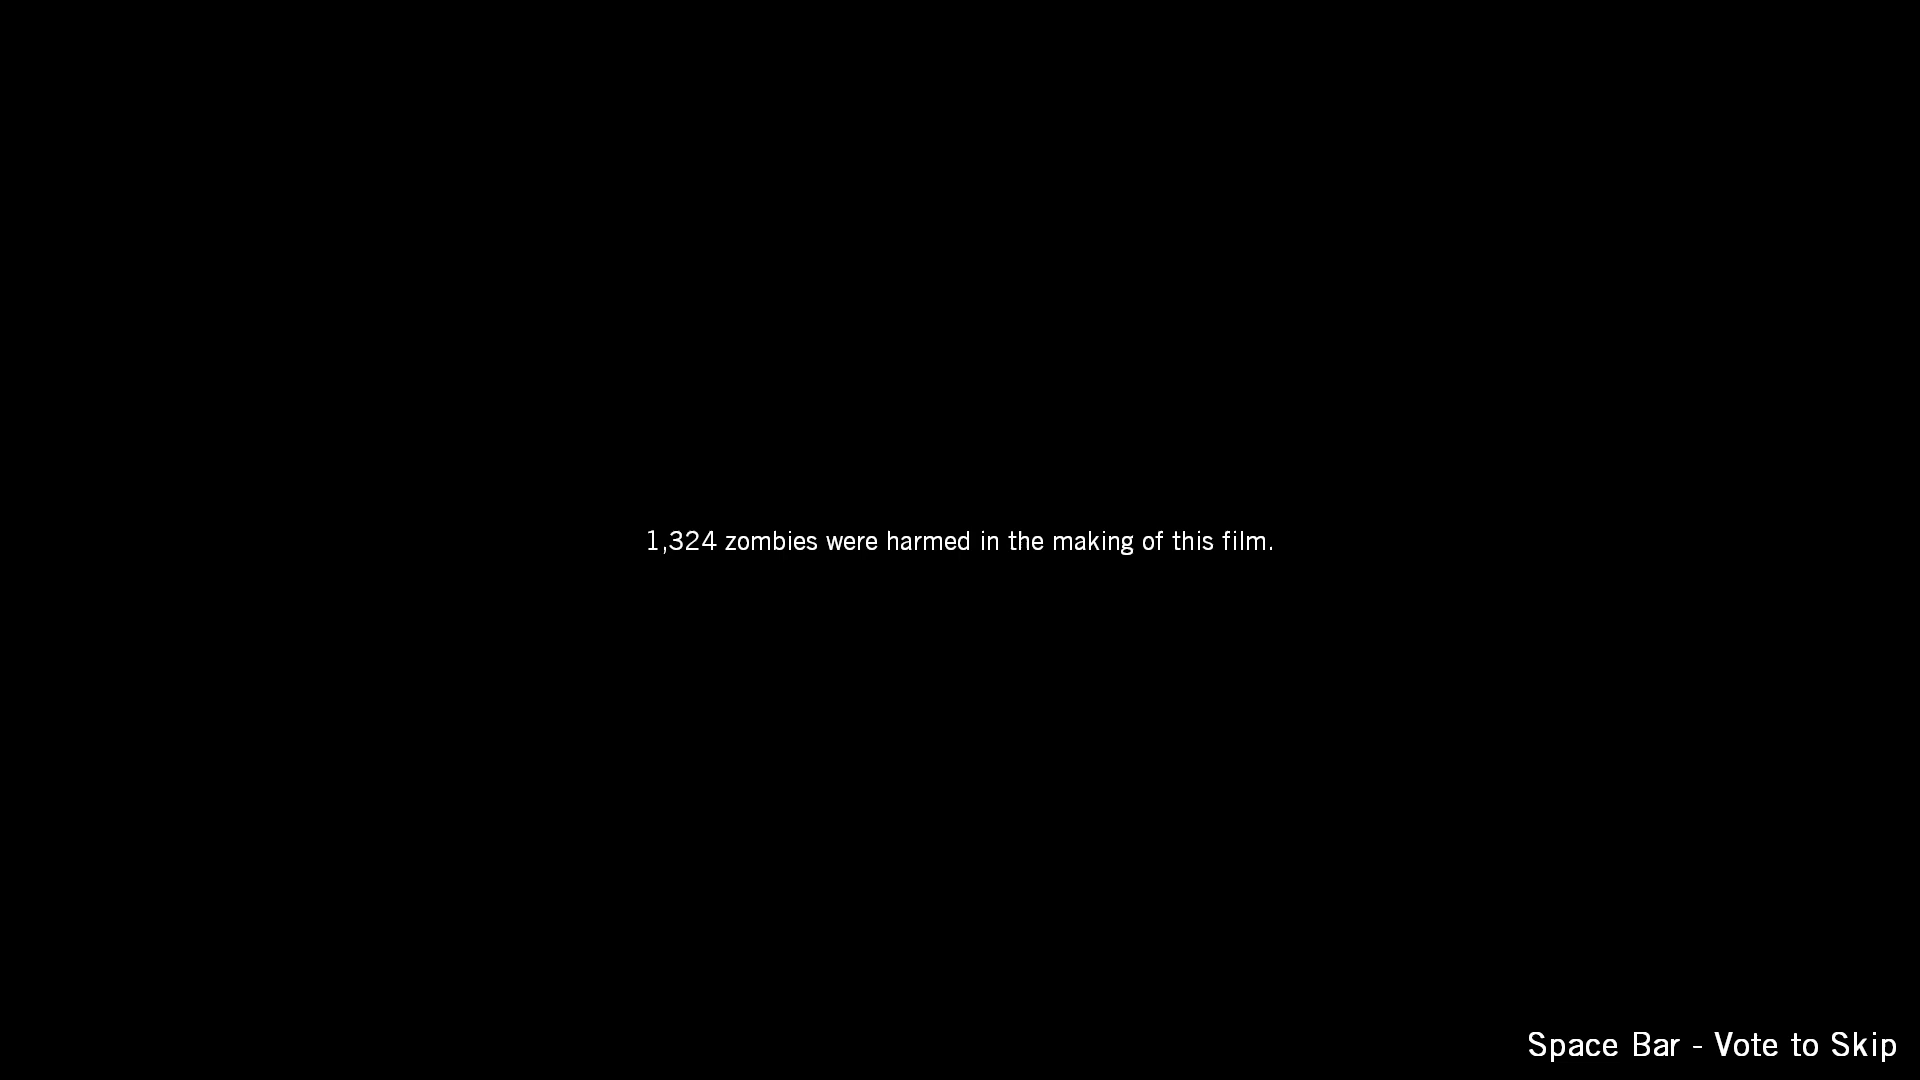 1,324 zombies were harmed in the making of this film.
Space Bar - Vote to Skip